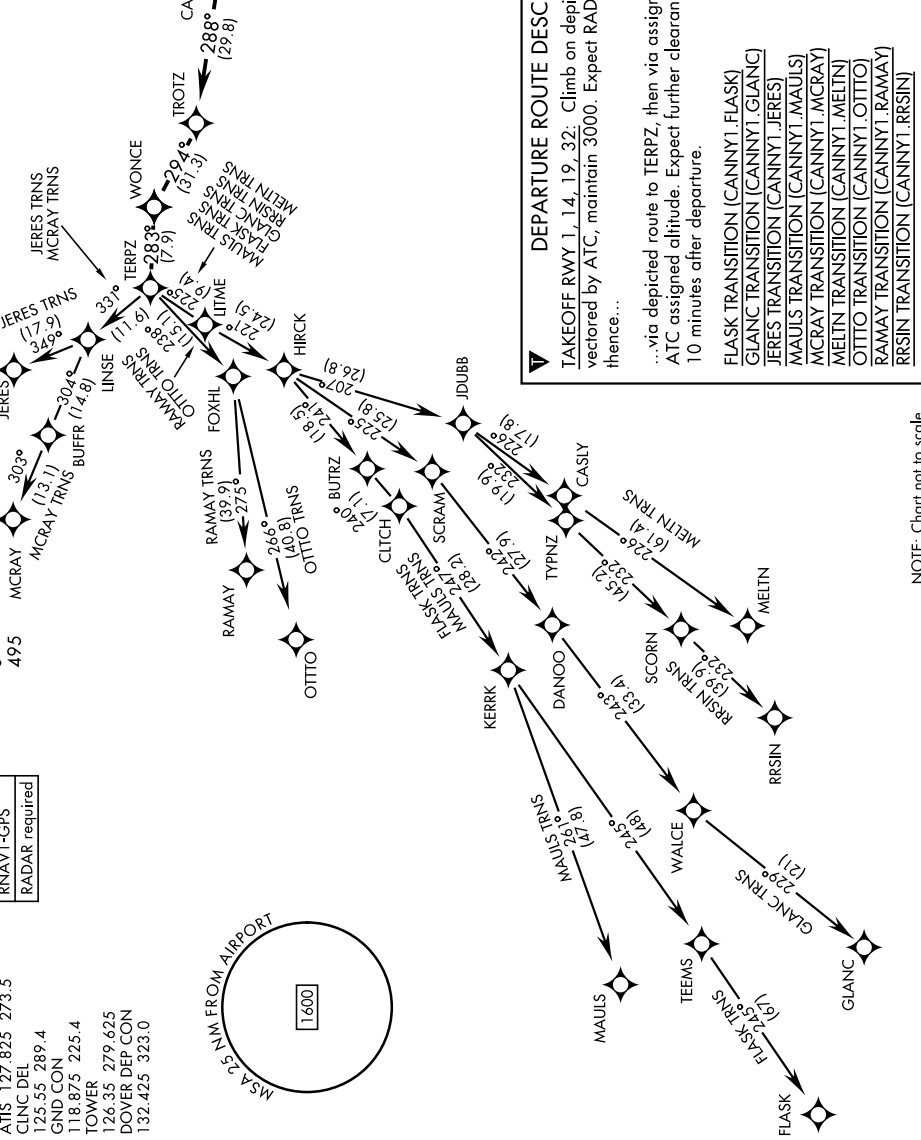 ATIS 127.825 273.5
CLNC DEL
125.55 289.4
GND CON
118.875 225.4
TOWER
126.35 279.625
DOVER DEP CON
132.425 323.0
RNAV1-GPS
RADAR required
495
MSA 25 NM FROM AIRPORT
1600
CA
288°
(29.8)
TROTZ
294°
(31.3)
WONCE
283°
(7.9)
TERPZ
JERES TRNS
MCRAY TRNS
331°
(11.6)
LINSE
JERES TRNS
(17.9)
349°
JERES
304°
(14.8)
BUFFR
303°
(13.1)
MCRAY TRNS
MCRAY
MAULS TRNS
FLASK TRNS
GLANC TRNS
RRSIN TRNS
MELTN TRNS
225°
(9.4)
LITME
221°
(24.5)
HIRCK
238°
(15.1)
OTTTO TRNS
RAMAY TRNS
FOXHL
RAMAY TRNS
(39.9)
275°
RAMAY
266°
(40.8)
OTTTO TRNS
OTTTO
207°
(26.8)
JDUBB
225°
(25.8)
SCRAM
241°
(18.5)
BUTRZ
240°
(7.1)
CLTCH
FLASK TRNS
MAULS TRNS
247°
(28.2)
KERRK
242°
(27.9)
DANOO
243°
(33.4)
WALCE
229°
(21)
GLANC TRNS
GLANC
226°
(17.8)
CASLY
232°
(19.9)
TYPNZ
226°
(61.4)
MELTN TRNS
MELTN
232°
(45.2)
SCORN
232°
(39.9)
RRSIN TRNS
RRSIN
MAULS TRNS
261°
(47.8)
MAULS
245°
(48)
TEEMS
FLASK TRNS
245°
(67)
FLASK
T
DEPARTURE ROUTE DESC
TAKEOFF RWY 1, 14, 19, 32: Climb on depi
vectored by ATC, maintain 3000. Expect RAD
thence...
...via depicted route to TERPZ, then via assign
ATC assigned altitude. Expect further clearan
10 minutes after departure.
FLASK TRANSITION (CANNY1.FLASK)
GLANC TRANSITION (CANNY1.GLANC)
JERES TRANSITION (CANNY1.JERES)
MAULS TRANSITION (CANNY1.MAULS)
MCRAY TRANSITION (CANNY1.MCRAY)
MELTN TRANSITION (CANNY1.MELTN)
OTTTO TRANSITION (CANNY1.OTTTO)
RAMAY TRANSITION (CANNY1.RAMAY)
RRSIN TRANSITION (CANNY1.RRSIN)
NOTE: Chart not to scale